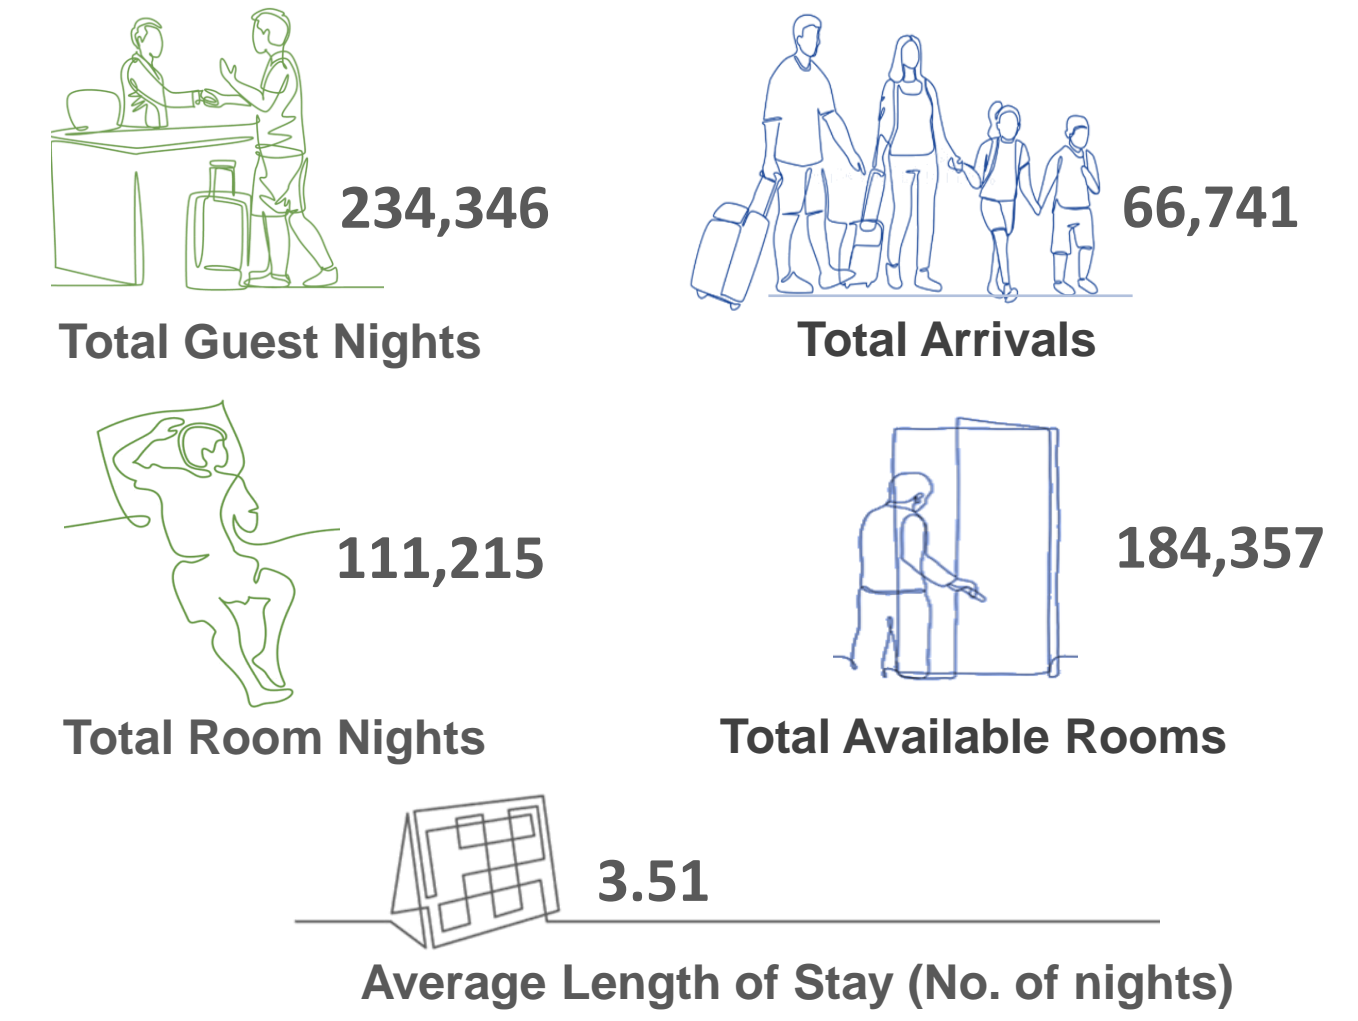 234,346
66,741
Total Guest Nights
Total Arrivals
111,215
184,357
Total Room Nights
Total Available Rooms
3.51
Average Length of Stay (No. of nights)